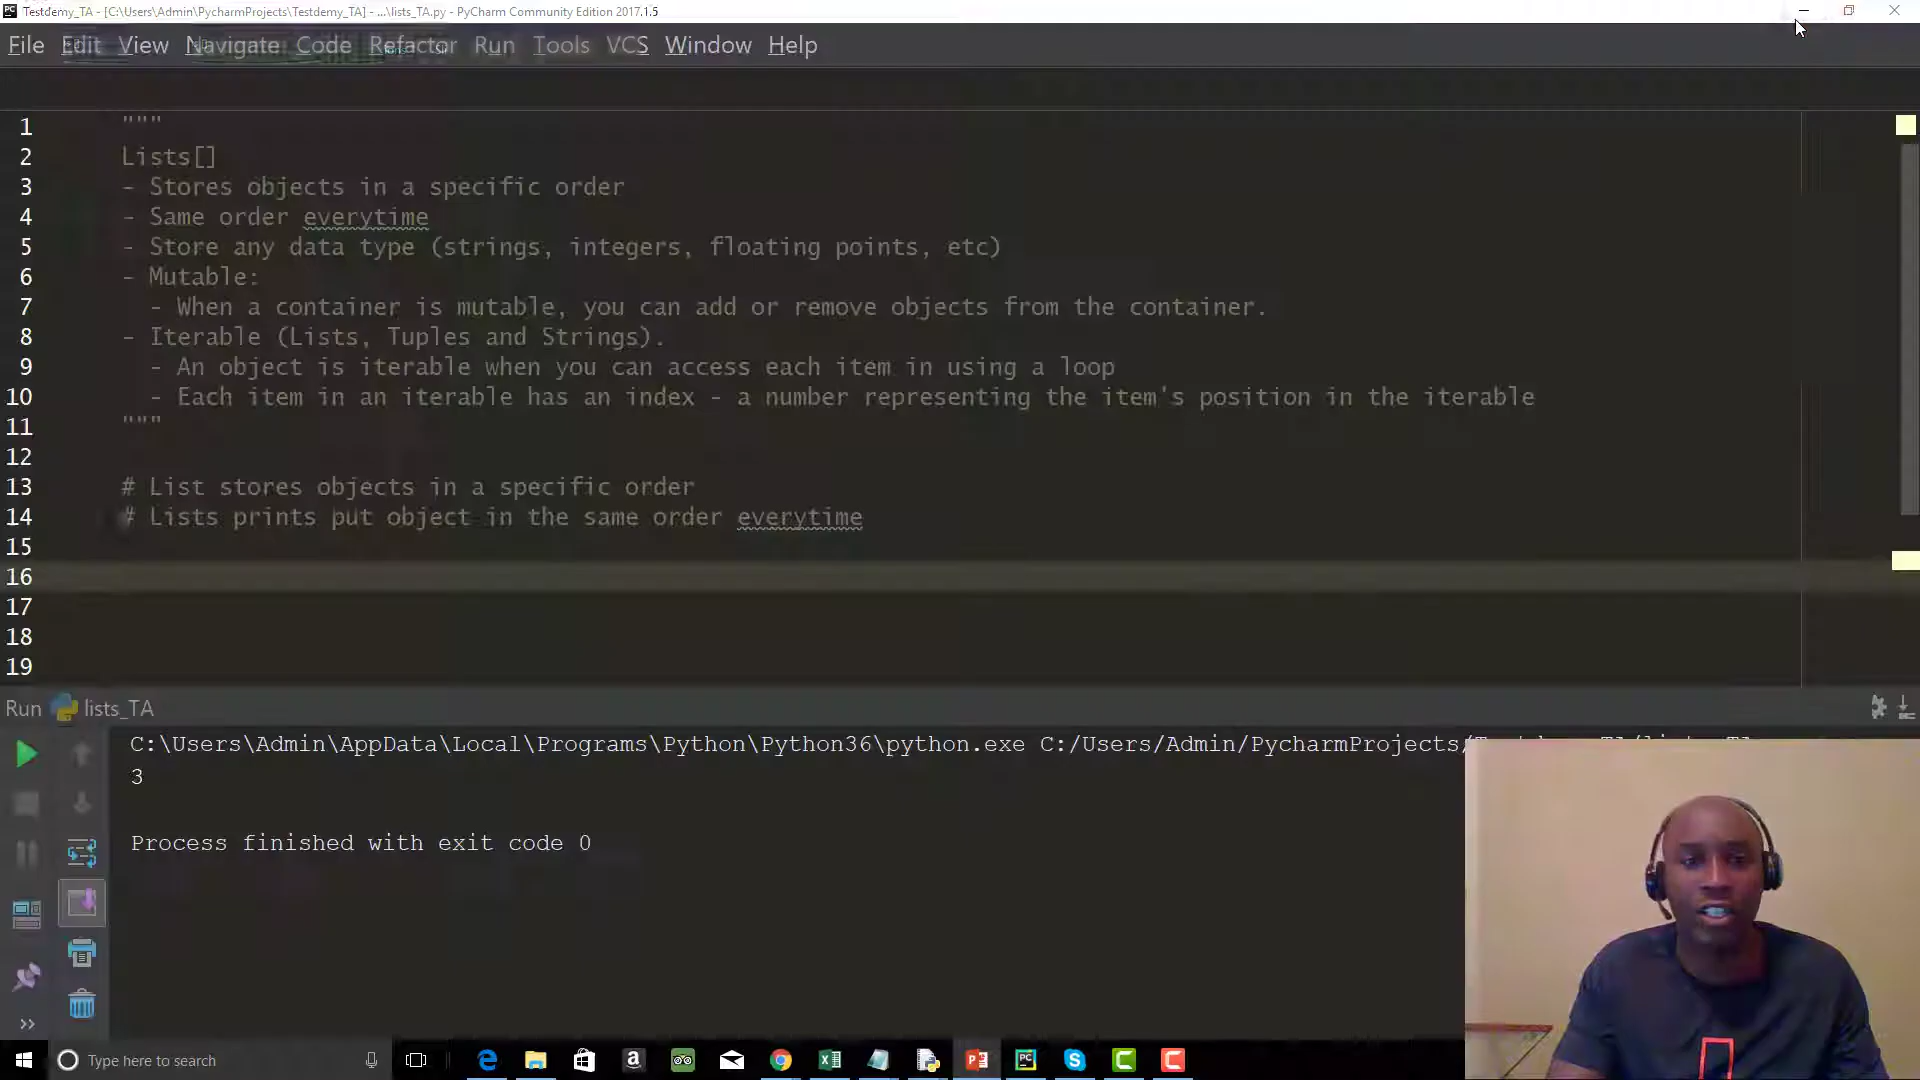 Testdemy_TA - [C:\Users\Admin\PycharmProjects\Testdemy_TA] - ...\lists_TA.py - PyCharm Community Edition 2017.1.5
File Edit View Navigate Code Refactor Run Tools VCS Window Help
1 """
2 Lists[]
3 - Stores objects in a specific order
4 - Same order everytime
5 - Store any data type (strings, integers, floating points, etc)
6 - Mutable:
7 - When a container is mutable, you can add or remove objects from the container.
8 - Iterable (Lists, Tuples and Strings).
9 - An object is iterable when you can access each item in using a loop
10 - Each item in an iterable has an index - a number representing the item's position in the iterable
11 """
12
13 # List stores objects in a specific order
14 # Lists prints put object in the same order everytime
15
16
17
18
19
Run lists_TA
C:\Users\Admin\AppData\Local\Programs\Python\Python36\python.exe C:/Users/Admin/PycharmProjects/
3
Process finished with exit code 0
Type here to search